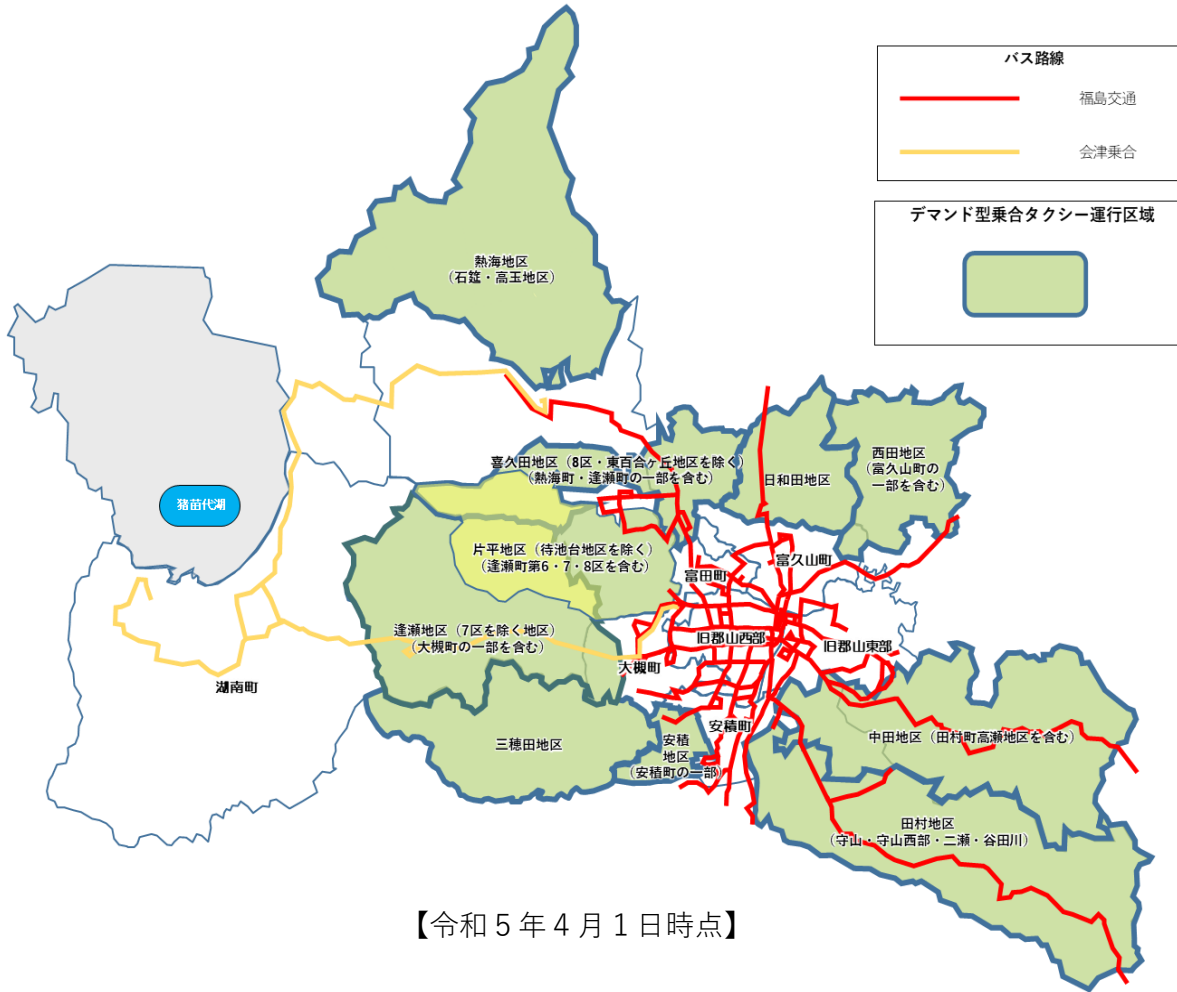 バス路線
福島交通
会津乗合
デマンド型乗合タクシー運行区域
熱海地区
（石筵・高玉地区）
喜久田地区（8区・東百合ヶ丘地区を除く）
（熱海町・逢瀬町の一部を含む）
日和田地区
西田地区
（富久山町の
一部を含む）
猪苗代湖
片平地区（待池台地区を除く）
（逢瀬町第6・7・8区を含む）
富田町
富久山町
逢瀬地区（7区を除く地区）
（大槻町の一部を含む）
旧郡山西部
旧郡山東部
大槻町
湖南町
三穂田地区
安積
地区
（安積町の一部）
安積町
中田地区（田村町高瀬地区を含む）
田村地区
（守山・守山西部・二瀬・谷田川）
【令和５年４月１日時点】